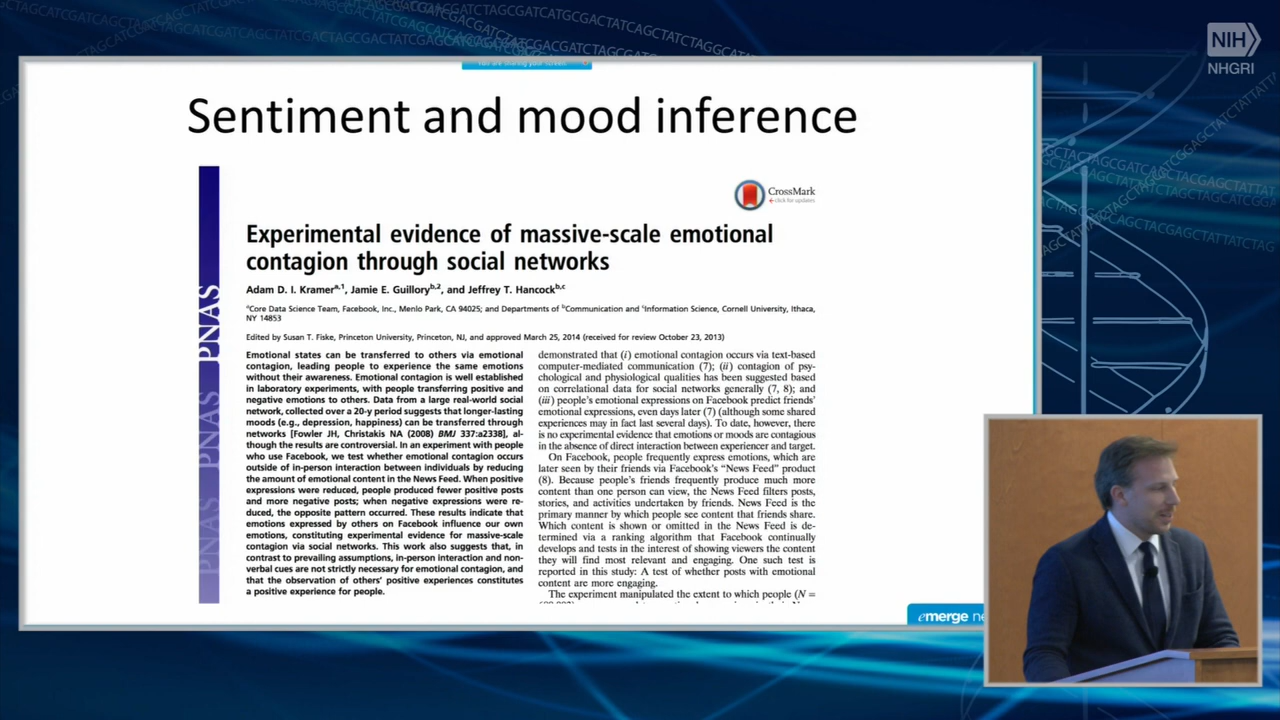 NIH
NHGRI
You are sharing your screen.
Sentiment and mood inference
CrossMark
click for updates
PNAS PNAS PNAS
Experimental evidence of massive-scale emotional
contagion through social networks
Adam D. I. Kramera,1, Jamie E. Guilloryb,2, and Jeffrey T. Hancockb,c
aCore Data Science Team, Facebook, Inc., Menlo Park, CA 94025; and Departments of bCommunication and cInformation Science, Cornell University, Ithaca,
NY 14853
Edited by Susan T. Fiske, Princeton University, Princeton, NJ, and approved March 25, 2014 (received for review October 23, 2013)
Emotional states can be transferred to others via emotional
contagion, leading people to experience the same emotions
without their awareness. Emotional contagion is well established
in laboratory experiments, with people transferring positive and
negative emotions to others. Data from a large real-world social
network, collected over a 20-y period suggests that longer-lasting
moods (e.g., depression, happiness) can be transferred through
networks [Fowler JH, Christakis NA (2008) BMJ 337:a2338], al-
though the results are controversial. In an experiment with people
who use Facebook, we test whether emotional contagion occurs
outside of in-person interaction between individuals by reducing
the amount of emotional content in the News Feed. When positive
expressions were reduced, people produced fewer positive posts
and more negative posts; when negative expressions were re-
duced, the opposite pattern occurred. These results indicate that
emotions expressed by others on Facebook influence our own
emotions, constituting experimental evidence for massive-scale
contagion via social networks. This work also suggests that, in
contrast to prevailing assumptions, in-person interaction and non-
verbal cues are not strictly necessary for emotional contagion, and
that the observation of others' positive experiences constitutes
a positive experience for people.
demonstrated that (i) emotional contagion occurs via text-based
computer-mediated communication (7); (ii) contagion of psy-
chological and physiological qualities has been suggested based
on correlational data for social networks generally (7, 8); and
(iii) people's emotional expressions on Facebook predict friends'
emotional expressions, even days later (7) (although some shared
experiences may in fact last several days). To date, however, there
is no experimental evidence that emotions or moods are contagious
in the absence of direct interaction between experiencer and target.
On Facebook, people frequently express emotions, which are
later seen by their friends via Facebook's "News Feed" product
(8). Because people's friends frequently produce much more
content than one person can view, the News Feed filters posts,
stories, and activities undertaken by friends. News Feed is the
primary manner by which people see content that friends share.
Which content is shown or omitted in the News Feed is de-
termined via a ranking algorithm that Facebook continually
develops and tests in the interest of showing viewers the content
they will find most relevant and engaging. One such test is
reported in this study: A test of whether posts with emotional
content are more engaging.
The experiment manipulated the extent to which people (N =
emerge ne